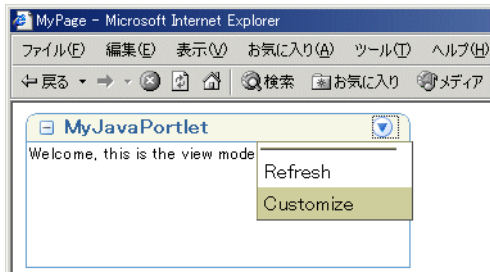 MyPage - Microsoft Internet Explorer
ファイル(F) 編集(E) 表示(V) お気に入り(A) ツール(T) ヘルプ(H)
戻る 検索 お気に入り メディア
MyJavaPortlet
Welcome, this is the view mode
Refresh
Customize